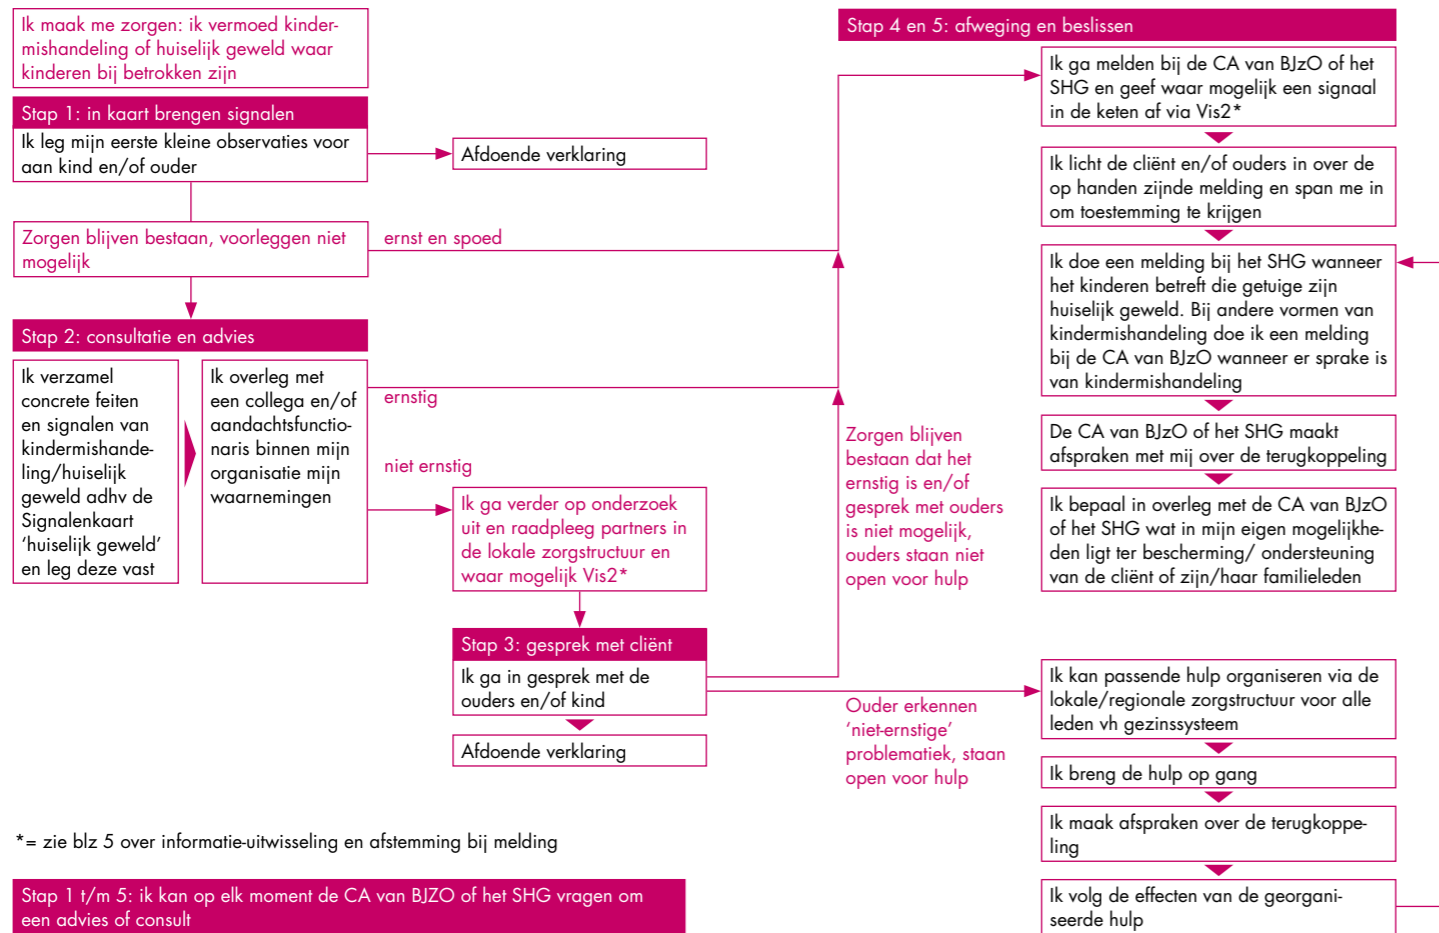 Ik maak me zorgen: ik vermoed kinder-
mishandeling of huiselijk geweld waar
kinderen bij betrokken zijn
Stap 1: in kaart brengen signalen
Ik leg mijn eerste kleine observaties voor
aan kind en/of ouder
Afdoende verklaring
Zorgen blijven bestaan, voorleggen niet
mogelijk
ernst en spoed
Stap 2: consultatie en advies
Ik verzamel
concrete feiten
en signalen van
kindermishande-
ling/huiselijk
geweld adhv de
Signalenkaart
‘huiselijk geweld’
en leg deze vast
Ik overleg met
een collega en/of
aandachtsfunctio-
naris binnen mijn
organisatie mijn
waarnemingen
ernstig
niet ernstig
Ik ga verder op onderzoek
uit en raadpleeg partners in
de lokale zorgstructuur en
waar mogelijk Vis2*
Stap 3: gesprek met cliënt
Ik ga in gesprek met de
ouders en/of kind
Afdoende verklaring
Zorgen blijven
bestaan dat het
ernstig is en/of
gesprek met ouders
is niet mogelijk,
ouders staan niet
open voor hulp
Ouder erkennen
‘niet-ernstige’
problematiek, staan
open voor hulp
Stap 4 en 5: afweging en beslissen
Ik ga melden bij de CA van BJzO of het
SHG en geef waar mogelijk een signaal
in de keten af via Vis2*
Ik licht de cliënt en/of ouders in over de
op handen zijnde melding en span me in
om toestemming te krijgen
Ik doe een melding bij het SHG wanneer
het kinderen betreft die getuige zijn
huiselijk geweld. Bij andere vormen van
kindermishandeling doe ik een melding
bij de CA van BJzO wanneer er sprake is
van kindermishandeling
De CA van BJzO of het SHG maakt
afspraken met mij over de terugkoppeling
Ik bepaal in overleg met de CA van BJzO
of het SHG wat in mijn eigen mogelijkhe-
den ligt ter bescherming/ ondersteuning
van de cliënt of zijn/haar familieleden
Ik kan passende hulp organiseren via de
lokale/regionale zorgstructuur voor alle
leden vh gezinssysteem
Ik breng de hulp op gang
Ik maak afspraken over de terugkoppe-
ling
Ik volg de effecten van de georgani-
seerde hulp
*= zie blz 5 over informatie-uitwisseling en afstemming bij melding
Stap 1 t/m 5: ik kan op elk moment de CA van BJZO of het SHG vragen om
een advies of consult